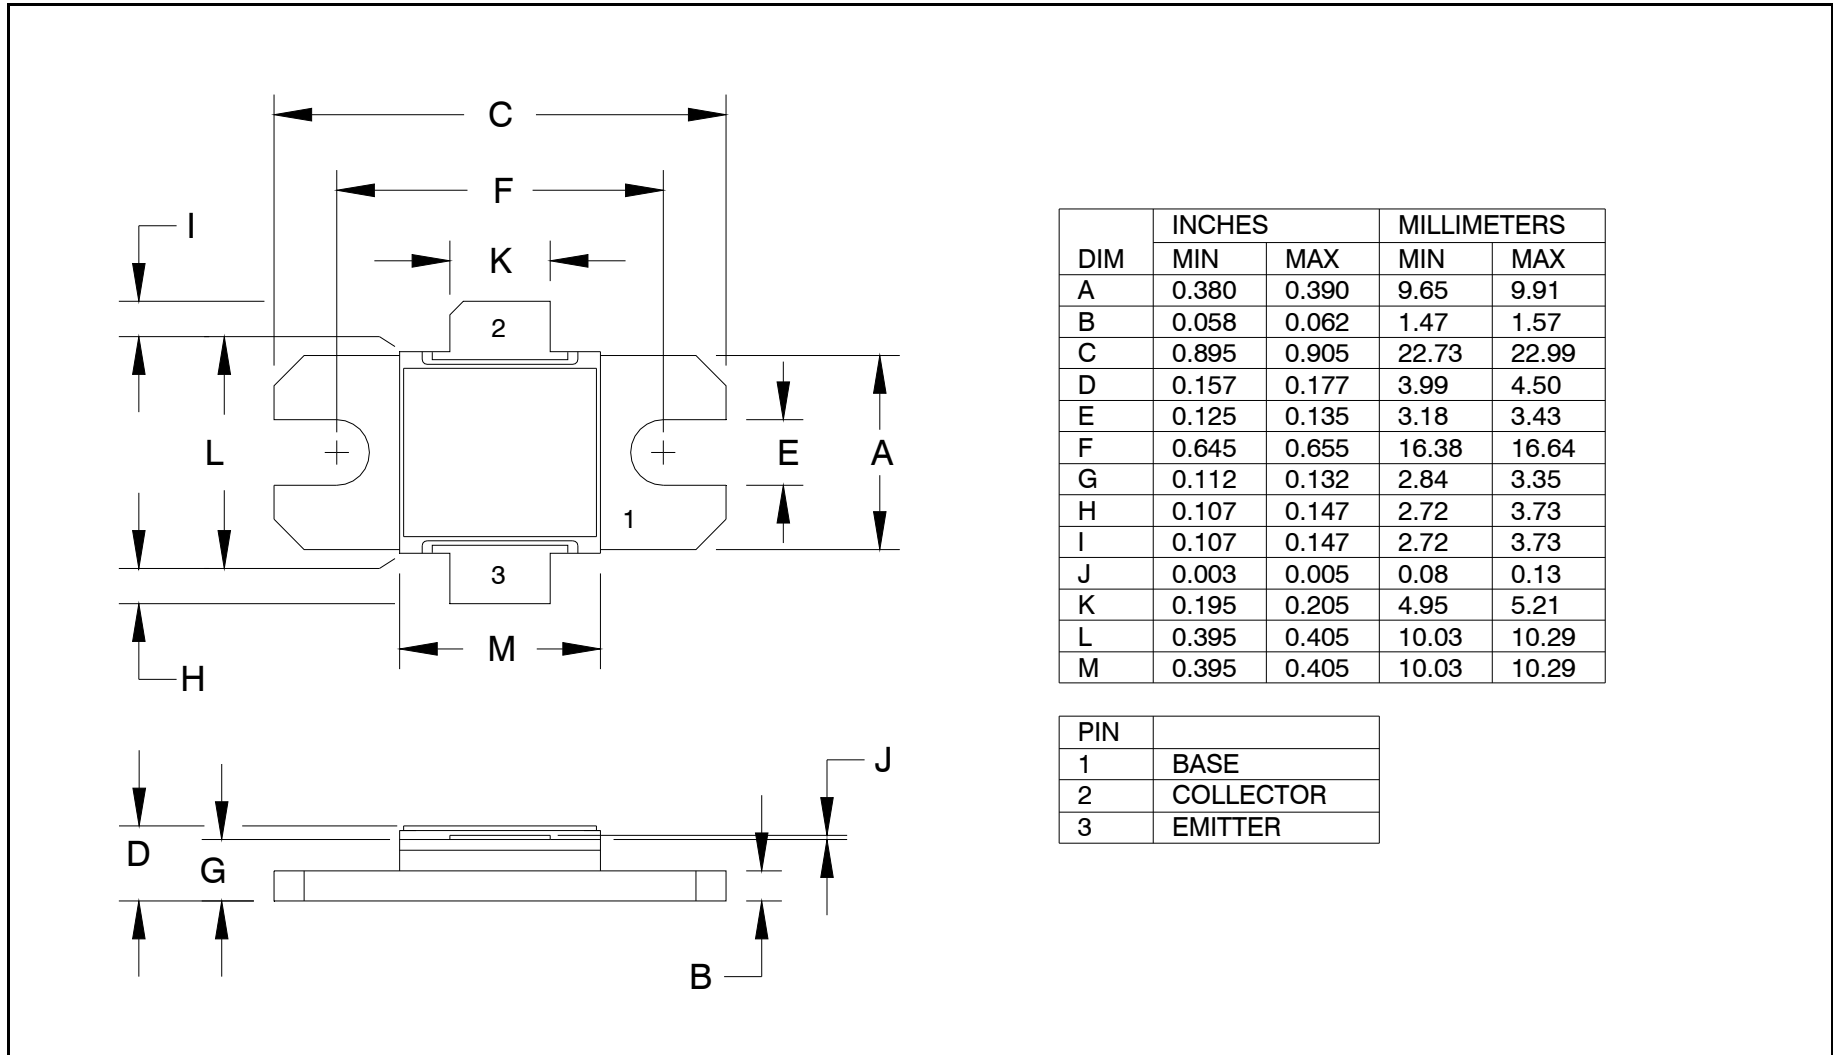 C
F
I
K
2
L
E
A
1
3
M
H
J
D
G
B
INCHES MILLIMETERS
DIM MIN MAX MIN MAX
A 0.380 0.390 9.65 9.91
B 0.058 0.062 1.47 1.57
C 0.895 0.905 22.73 22.99
D 0.157 0.177 3.99 4.50
E 0.125 0.135 3.18 3.43
F 0.645 0.655 16.38 16.64
G 0.112 0.132 2.84 3.35
H 0.107 0.147 2.72 3.73
I 0.107 0.147 2.72 3.73
J 0.003 0.005 0.08 0.13
K 0.195 0.205 4.95 5.21
L 0.395 0.405 10.03 10.29
M 0.395 0.405 10.03 10.29
PIN
1 BASE
2 COLLECTOR
3 EMITTER